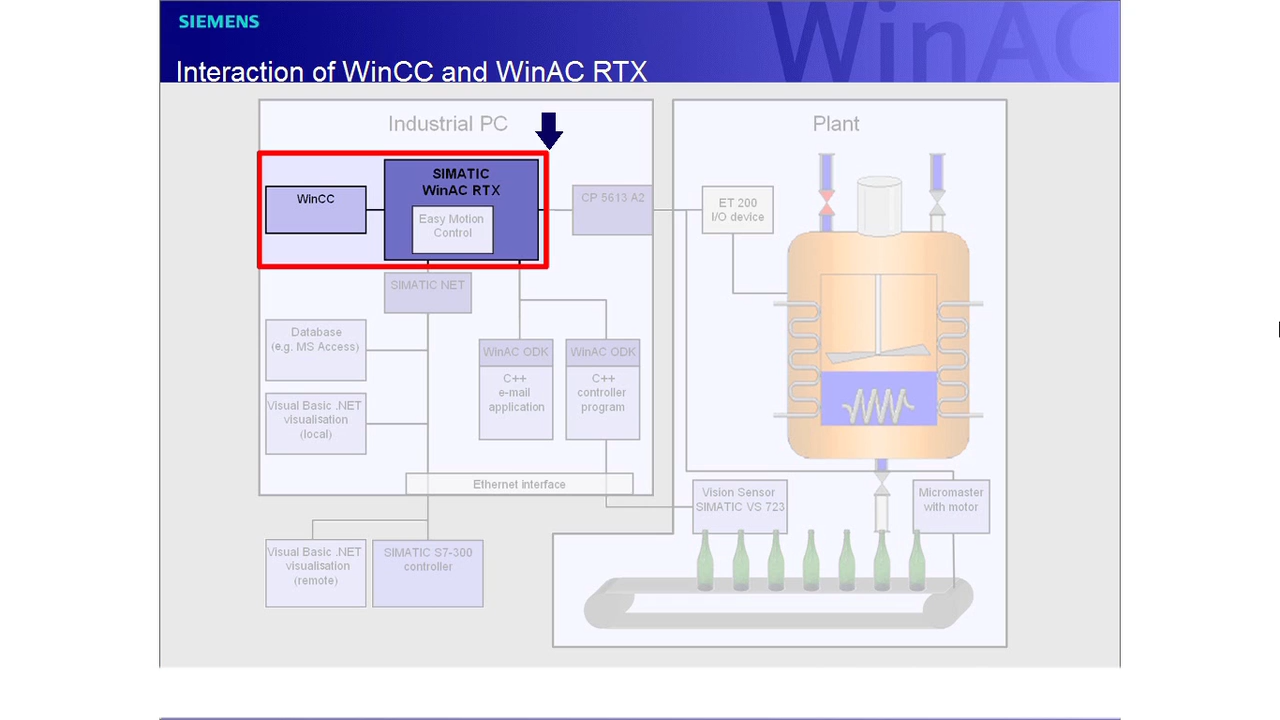 SIEMENS
WinAC
Interaction of WinCC and WinAC RTX
Industrial PC
Plant
WinCC
SIMATIC
WinAC RTX
Easy Motion
Control
CP 5613 A2
ET 200
I/O device
SIMATIC NET
Database
(e.g. MS Access)
WinAC ODK
C++
e-mail
application
WinAC ODK
C++
controller
program
Visual Basic .NET
visualisation
(local)
Ethernet interface
Vision Sensor
SIMATIC VS 723
Micromaster
with motor
Visual Basic .NET
visualisation
(remote)
SIMATIC S7-300
controller